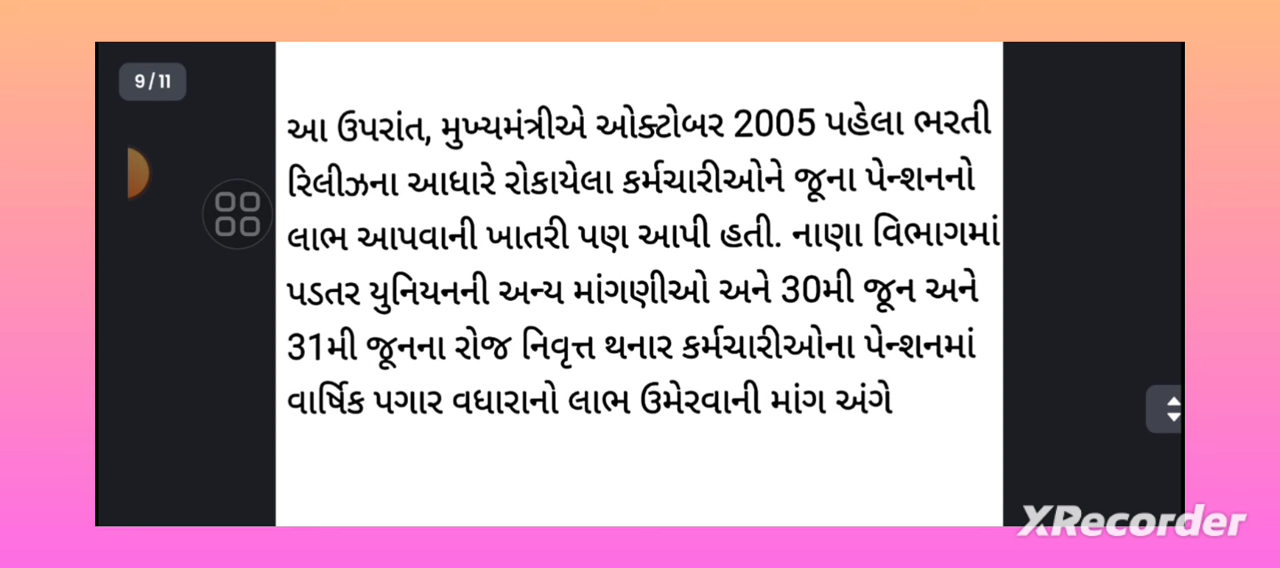 9/11
આ ઉપરાંત, મુખ્યમંત્રીએ ઓક્ટોબર 2005 પહેલા ભરતી
રિલીઝના આધારે રોકાયેલા કર્મચારીઓને જૂના પેન્શનનો
લાભ આપવાની ખાતરી પણ આપી હતી. નાણા વિભાગમાં
પડતર યુનિયનની અન્ય માંગણીઓ અને 30મી જૂન અને
31મી જૂનના રોજ નિવૃત્ત થનાર કર્મચારીઓના પેન્શનમાં
વાર્ષિક પગાર વધારાનો લાભ ઉમેરવાની માંગ અંગે
XRecorder